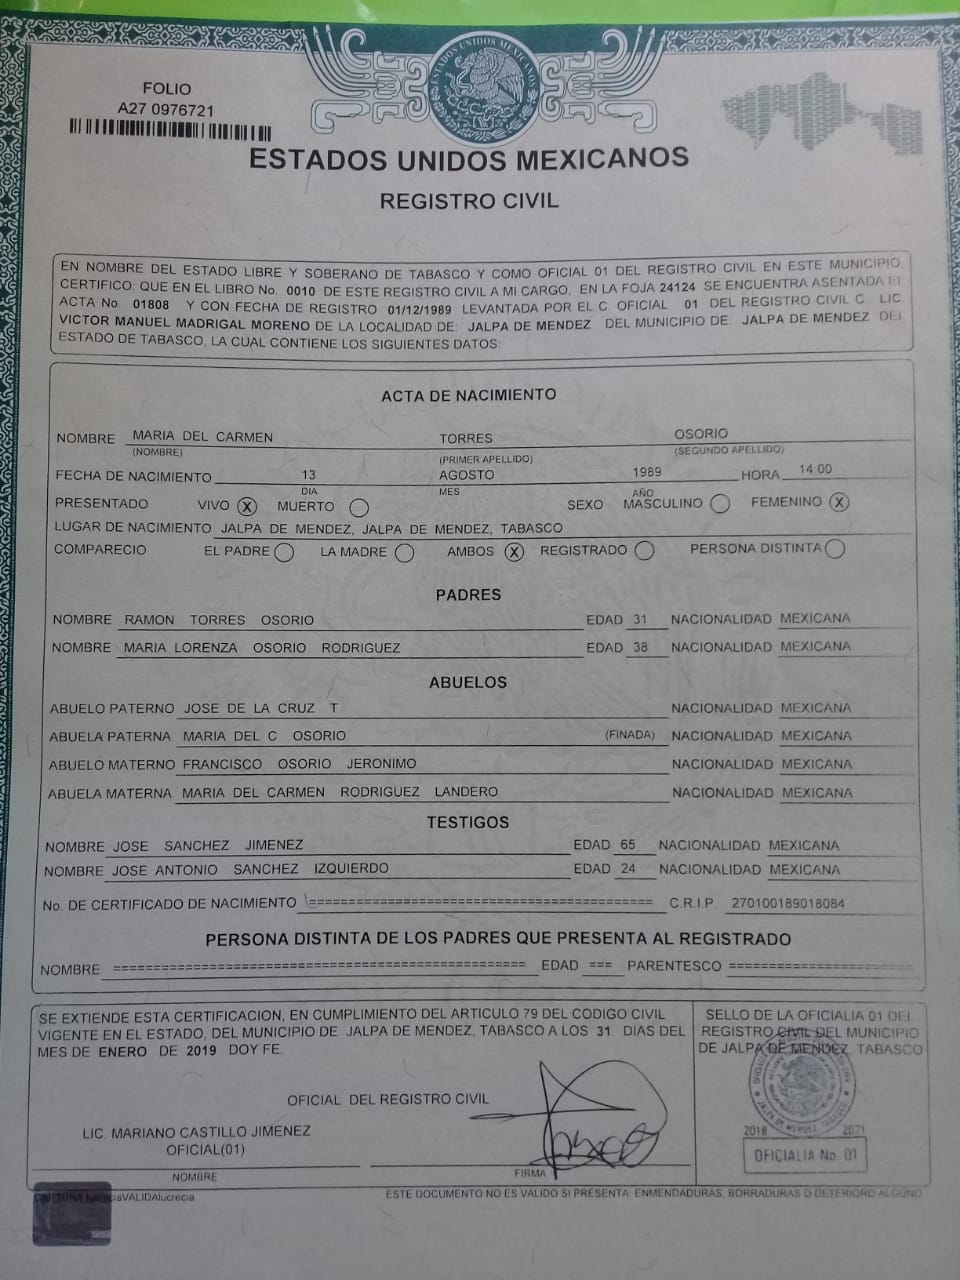 ESTADOS UNIDOS MEXICANOS
FOLIO
A27 0976721
ESTADOS UNIDOS MEXICANOS
REGISTRO CIVIL
EN NOMBRE DEL ESTADO LIBRE Y SOBERANO DE TABASCO Y COMO OFICIAL 01 DEL REGISTRO CIVIL EN ESTE MUNICIPIO,
CERTIFICO: QUE EN EL LIBRO No. 0010 DE ESTE REGISTRO CIVIL A MI CARGO, EN LA FOJA 24124 SE ENCUENTRA ASENTADA EL
ACTA No. 01808 Y CON FECHA DE REGISTRO 01/12/1989 LEVANTADA POR EL C. OFICIAL 01 DEL REGISTRO CIVIL C. LIC.
VICTOR MANUEL MADRIGAL MORENO DE LA LOCALIDAD DE: JALPA DE MENDEZ DEL MUNICIPIO DE: JALPA DE MENDEZ DEL
ESTADO DE TABASCO, LA CUAL CONTIENE LOS SIGUIENTES DATOS:
ACTA DE NACIMIENTO
NOMBRE MARIA DEL CARMEN TORRES OSORIO
(NOMBRE) (PRIMER APELLIDO) (SEGUNDO APELLIDO)
FECHA DE NACIMIENTO 13 AGOSTO 1989 HORA 14:00
DIA MES AÑO
PRESENTADO VIVO X MUERTO SEXO MASCULINO FEMENINO X
LUGAR DE NACIMIENTO JALPA DE MENDEZ, JALPA DE MENDEZ, TABASCO
COMPARECIO EL PADRE LA MADRE AMBOS X REGISTRADO PERSONA DISTINTA
PADRES
NOMBRE RAMON TORRES OSORIO EDAD 31 NACIONALIDAD MEXICANA
NOMBRE MARIA LORENZA OSORIO RODRIGUEZ EDAD 38 NACIONALIDAD MEXICANA
ABUELOS
ABUELO PATERNO JOSE DE LA CRUZ T NACIONALIDAD MEXICANA
ABUELA PATERNA MARIA DEL C OSORIO (FINADA) NACIONALIDAD MEXICANA
ABUELO MATERNO FRANCISCO OSORIO JERONIMO NACIONALIDAD MEXICANA
ABUELA MATERNA MARIA DEL CARMEN RODRIGUEZ LANDERO NACIONALIDAD MEXICANA
TESTIGOS
NOMBRE JOSE SANCHEZ JIMENEZ EDAD 65 NACIONALIDAD MEXICANA
NOMBRE JOSE ANTONIO SANCHEZ IZQUIERDO EDAD 24 NACIONALIDAD MEXICANA
No. DE CERTIFICADO DE NACIMIENTO ========================================== C.R.I.P. 270100189018084
PERSONA DISTINTA DE LOS PADRES QUE PRESENTA AL REGISTRADO
NOMBRE ================================================== EDAD === PARENTESCO =======================
SE EXTIENDE ESTA CERTIFICACION, EN CUMPLIMIENTO DEL ARTICULO 79 DEL CODIGO CIVIL
VIGENTE EN EL ESTADO, DEL MUNICIPIO DE JALPA DE MENDEZ, TABASCO A LOS 31 DIAS DEL
MES DE ENERO DE 2019 DOY FE.
OFICIAL DEL REGISTRO CIVIL
LIC. MARIANO CASTILLO JIMENEZ
OFICIAL(01)
NOMBRE
FIRMA
SELLO DE LA OFICIALIA 01 DEL
REGISTRO CIVIL DEL MUNICIPIO
DE JALPA DE MENDEZ, TABASCO
JALPA DE MENDEZ, TABASCO
2018 2021
OFICIALIA No. 01
ESTE DOCUMENTO NO ES VALIDO SI PRESENTA ENMENDADURAS, BORRADURAS O DETERIORO ALGUNO